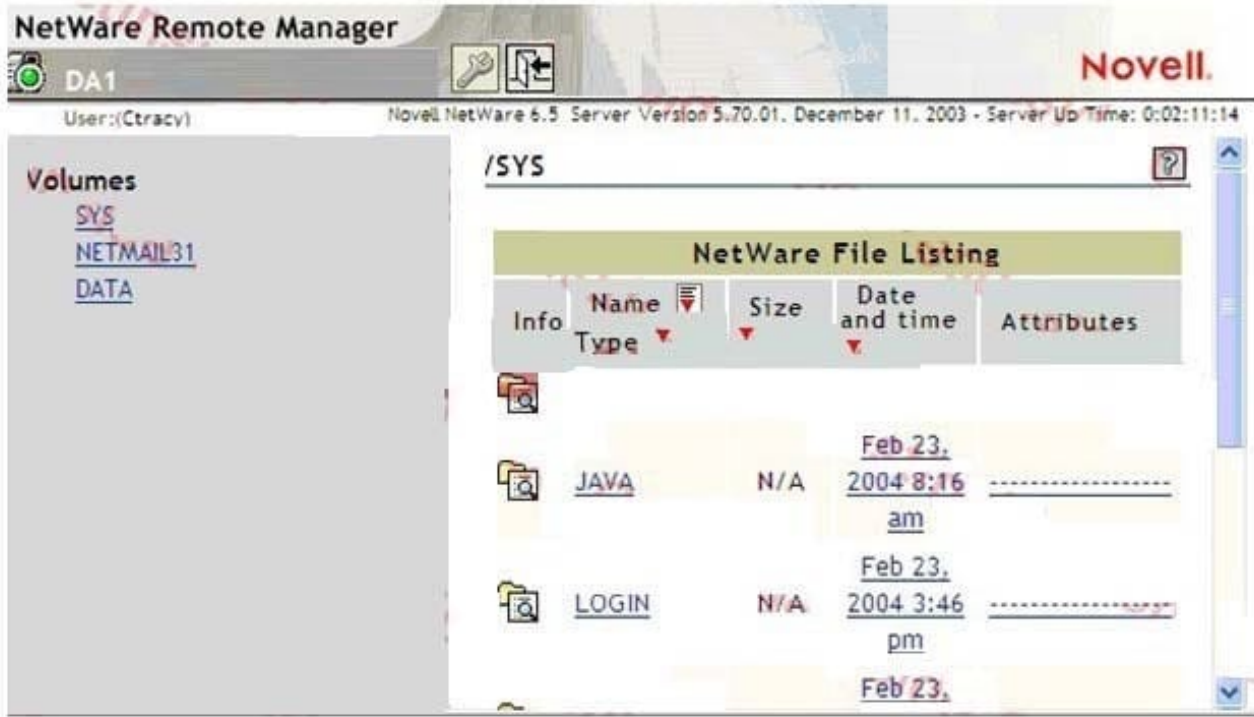 NetWare Remote Manager
DA1
Novell.
User:(Ctracy)
Novell NetWare 6.5 Server Version 5.70.01, December 11, 2003 - Server Up Time: 0:02:11:14
Volumes
SYS
NETMAIL31
DATA
/SYS
?
NetWare File Listing
Info
Name
Type
Size
Date
and time
Attributes
JAVA
N/A
Feb 23,
2004 8:16
am
------------------
LOGIN
N/A
Feb 23,
2004 3:46
pm
------------------
Feb 23,